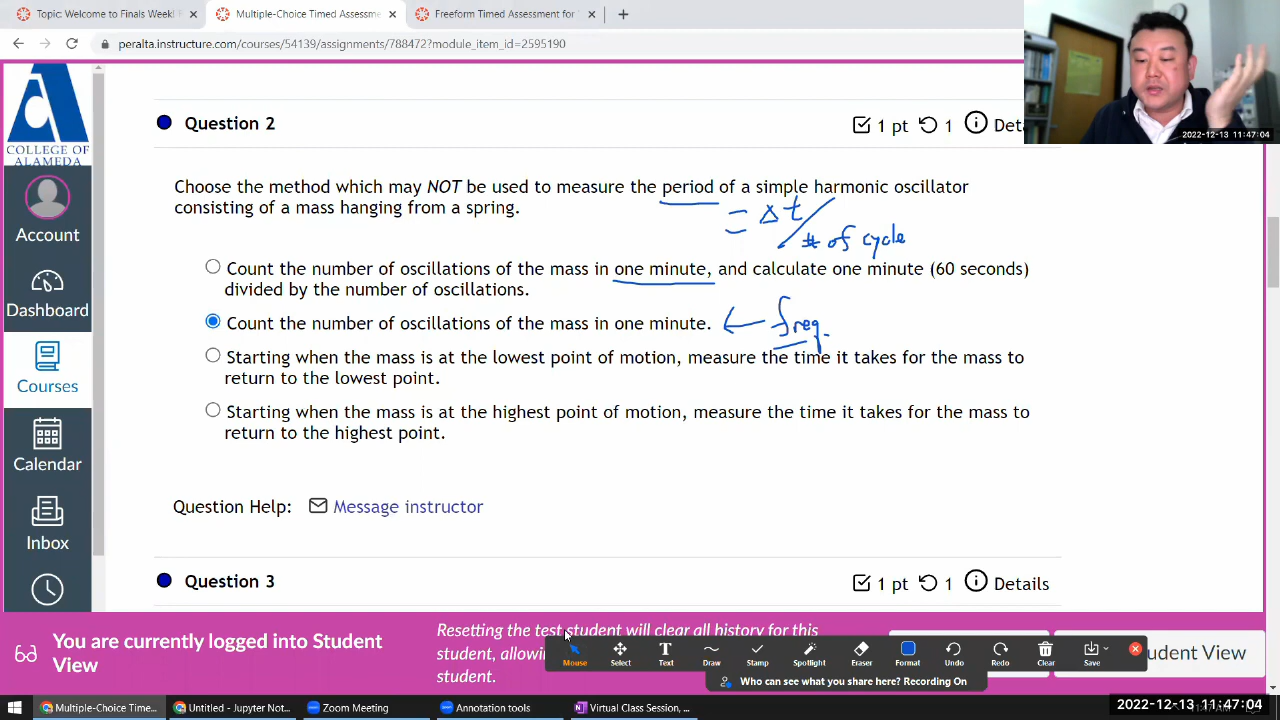 Topic: Welcome to Finals Week!
Multiple-Choice Timed Assessme
Freeform Timed Assessment for
peralta.instructure.com/courses/54139/assignments/788472?module_item_id=2595190
2022-12-13 11:47:04
COLLEGE OF
ALAMEDA
Account
Dashboard
Courses
Calendar
Inbox
Question 2
1 pt
1
Deta
Choose the method which may NOT be used to measure the period of a simple harmonic oscillator
consisting of a mass hanging from a spring.
= Δt / # of cycle
Count the number of oscillations of the mass in one minute, and calculate one minute (60 seconds)
divided by the number of oscillations.
Count the number of oscillations of the mass in one minute.
← freq.
Starting when the mass is at the lowest point of motion, measure the time it takes for the mass to
return to the lowest point.
Starting when the mass is at the highest point of motion, measure the time it takes for the mass to
return to the highest point.
Question Help:
Message instructor
Question 3
1 pt
1
Details
You are currently logged into Student
View
Resetting the test student will clear all history for this
student, allowin
student.
tudent View
Mouse
Select
Text
Draw
Stamp
Spotlight
Eraser
Format
Undo
Redo
Clear
Save
Who can see what you share here? Recording On
Multiple-Choice Time...
Untitled - Jupyter Not...
Zoom Meeting
Annotation tools
Virtual Class Session, ...
2022-12-13 11:47:04